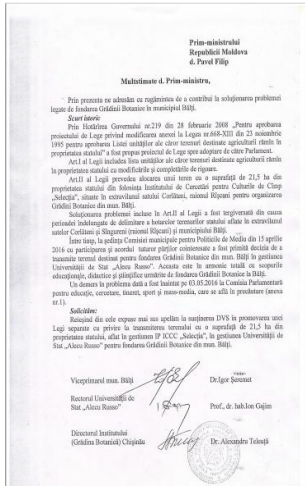 Prim-ministrului
Republicii Moldova
d. Pavel Filip
Multstimate d. Prim-ministru,
Prin prezenta ne adresăm cu rugămintea de a contribui la soluționarea problemei
legate de fondarea Grădinii Botanice în municipiul Bălți.
Scurt istoric
Prin Hotărîrea Guvernului nr.219 din 28 februarie 2008 „Pentru aprobarea
proiectului de Lege privind modificarea anexei la Legea nr.668-XIII din 23 noiembrie
1995 pentru aprobarea Listei unităților ale căror terenuri destinate agriculturii rămîn în
proprietatea statului” a fost propus proiectul de Lege spre adoptare de către Parlament.
Art.I al Legii includea lista unităților ale căror terenuri destinate agriculturii rămîn
în proprietatea statului cu modificările și completările de rigoare.
Art.II al Legii prevedea alocarea unui teren cu o suprafață de 21,5 ha din
proprietatea statului din folosința Institutului de Cercetări pentru Culturile de Cîmp
„Selecția”, situate în extravilanul satului Corlăteni, raionul Rîșcani pentru organizarea
Grădinii Botanice din mun. Bălți.
Soluționarea problemei incluse în Art.II al Legii a fost tergiversată din cauza
perioadei îndelungate de delimitare a hotarelor terenurilor statului aflate în extravilanul
satelor Corlăteni și Singureni (raionul Rîșcani) și municipiului Bălți.
Între timp, la ședința Comisiei municipale pentru Politicile de Mediu din 15 aprilie
2016 cu participarea și acordul tuturor părților cointeresate a fost primită decizia de a
transmite terenul destinat pentru fondarea Grădinii Botanice din mun. Bălți în gestiunea
Universității de Stat „Alecu Russo”. Aceasta este în armonie totală cu scopurile
educaționale, didactice și științifice urmărite de fondarea Grădinii Botanice în Bălți.
Un demers în problema dată a fost înaintat pe 03.05.2016 la Comisia Parlamentară
pentru educație, cercetare, tineret, sport și mass-media, care se află în precăutare (anexa
nr.1).
Solicităm:
Reieșind din cele expuse mai sus apelăm la susținerea DVS in promovarea unei
Legi separate cu privire la transmiterea terenului cu o suprafață de 21,5 ha din
proprietatea statului, aflat în gestiunea IP ICCC „Selecția”, în gestiunea Universității de
Stat „Alecu Russo” pentru fondarea Grădinii Botanice din mun. Bălți.
Viceprimarul mun. Bălți Dr.Igor Șeremet
Rectorul Universității de
Stat „Alecu Russo” Prof., dr. hab.Ion Gajim
Directorul Institutului
(Grădina Botanică) Chișinău Dr. Alexandru Teleuță